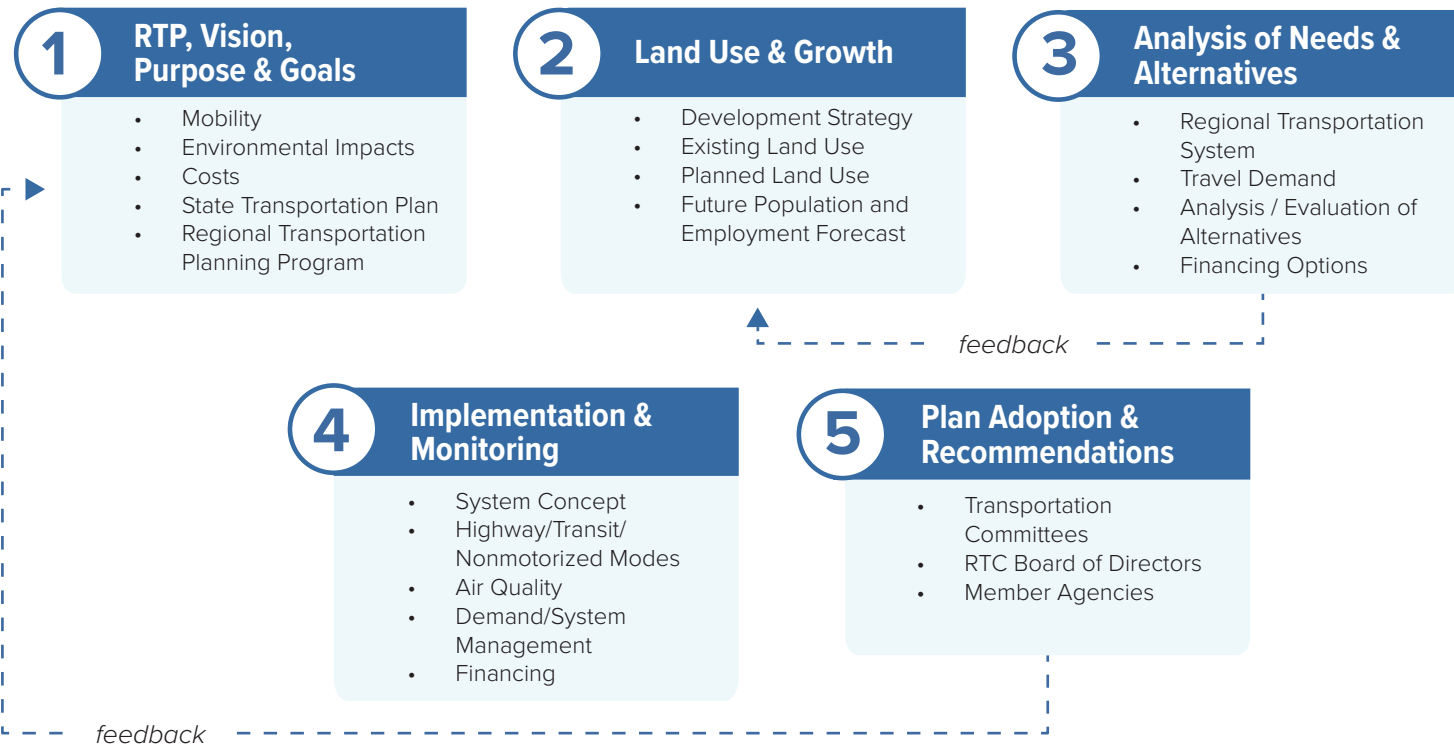 1
RTP, Vision,
Purpose & Goals
• Mobility
• Environmental Impacts
• Costs
• State Transportation Plan
• Regional Transportation
Planning Program
2
Land Use & Growth
• Development Strategy
• Existing Land Use
• Planned Land Use
• Future Population and
Employment Forecast
3
Analysis of Needs &
Alternatives
• Regional Transportation
System
• Travel Demand
• Analysis / Evaluation of
Alternatives
• Financing Options
feedback
4
Implementation &
Monitoring
• System Concept
• Highway/Transit/
Nonmotorized Modes
• Air Quality
• Demand/System
Management
• Financing
5
Plan Adoption &
Recommendations
• Transportation
Committees
• RTC Board of Directors
• Member Agencies
feedback